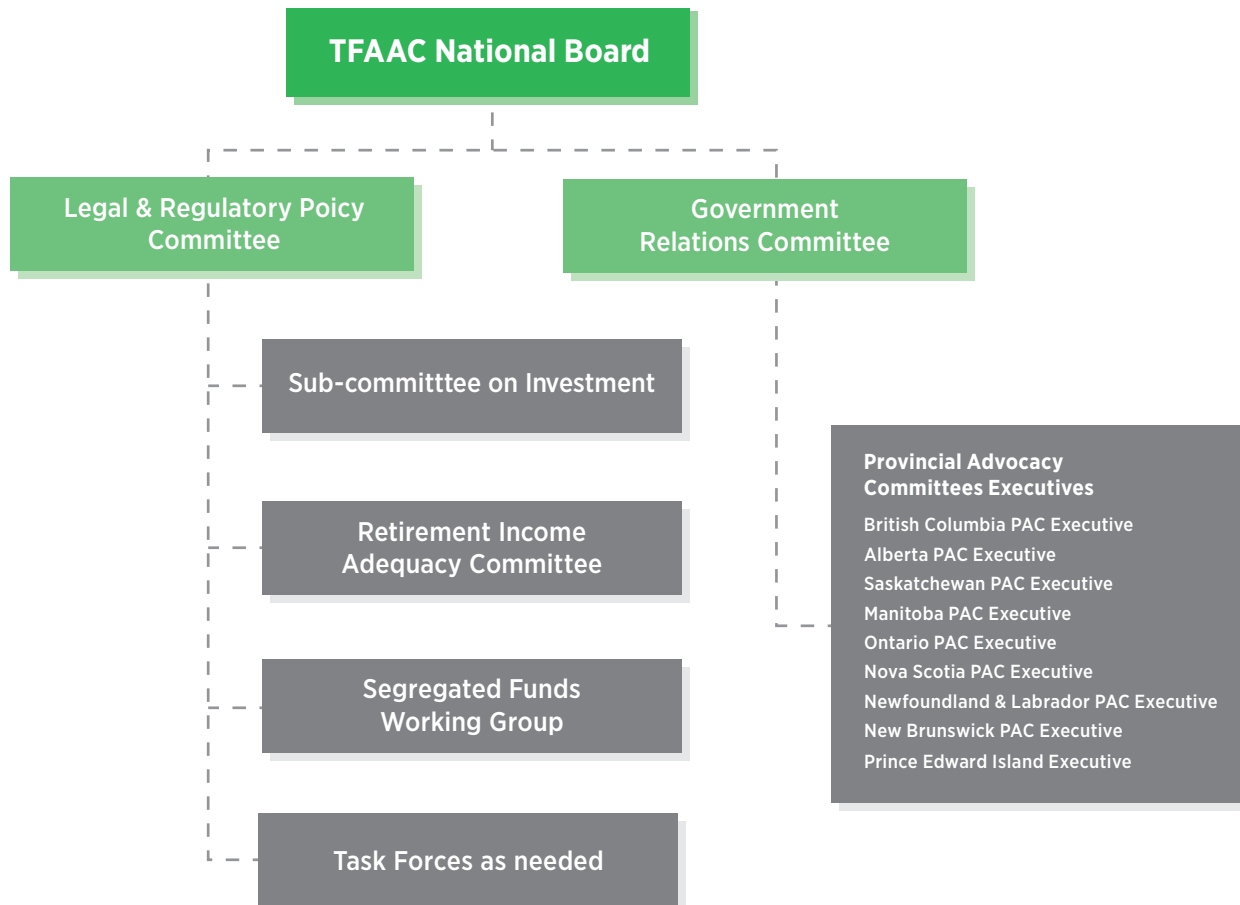 TFAAC National Board
Legal & Regulatory Poicy
Committee
Government
Relations Committee
Sub-committtee on Investment
Retirement Income
Adequacy Committee
Segregated Funds
Working Group
Task Forces as needed
Provincial Advocacy
Committees Executives
British Columbia PAC Executive
Alberta PAC Executive
Saskatchewan PAC Executive
Manitoba PAC Executive
Ontario PAC Executive
Nova Scotia PAC Executive
Newfoundland & Labrador PAC Executive
New Brunswick PAC Executive
Prince Edward Island Executive